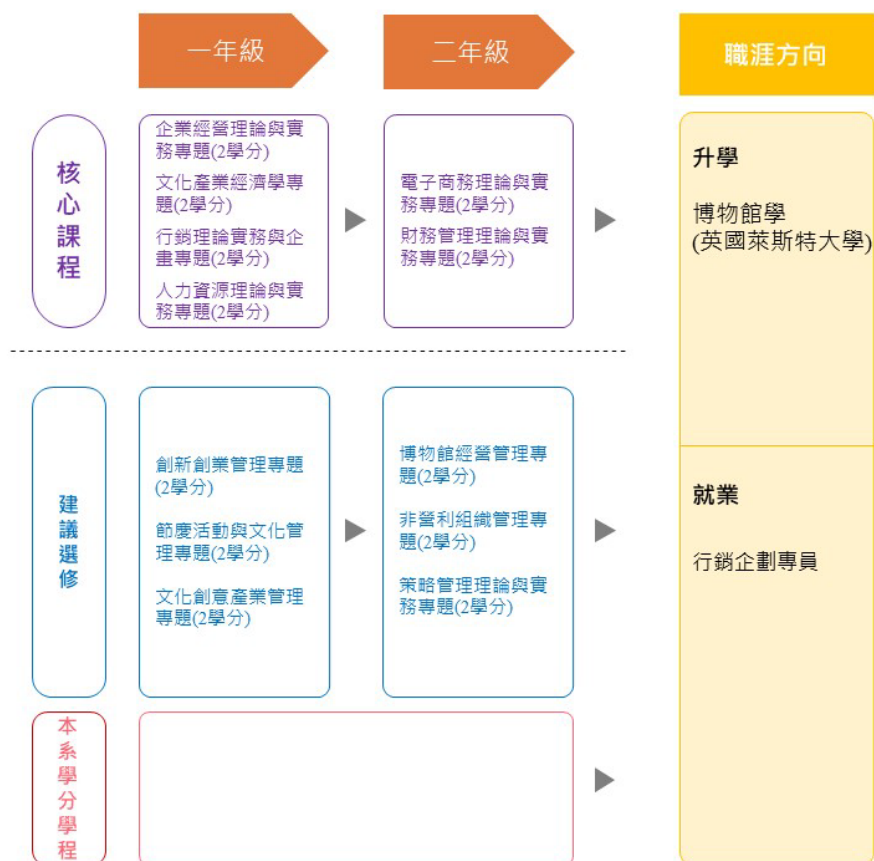 一年級
二年級
職涯方向
核心課程
企業經營理論與實
務專題(2學分)
文化產業經濟學專
題(2學分)
行銷理論實務與企
畫專題(2學分)
人力資源理論與實
務專題(2學分)
電子商務理論與實
務專題(2學分)
財務管理理論與實
務專題(2學分)
升學
博物館學
(英國萊斯特大學)
建議選修
創新創業管理專題
(2學分)
節慶活動與文化管
理專題(2學分)
文化創意產業管理
專題(2學分)
博物館經營管理專
題(2學分)
非營利組織管理專
題(2學分)
策略管理理論與實
務專題(2學分)
就業
行銷企劃專員
本系學分學程